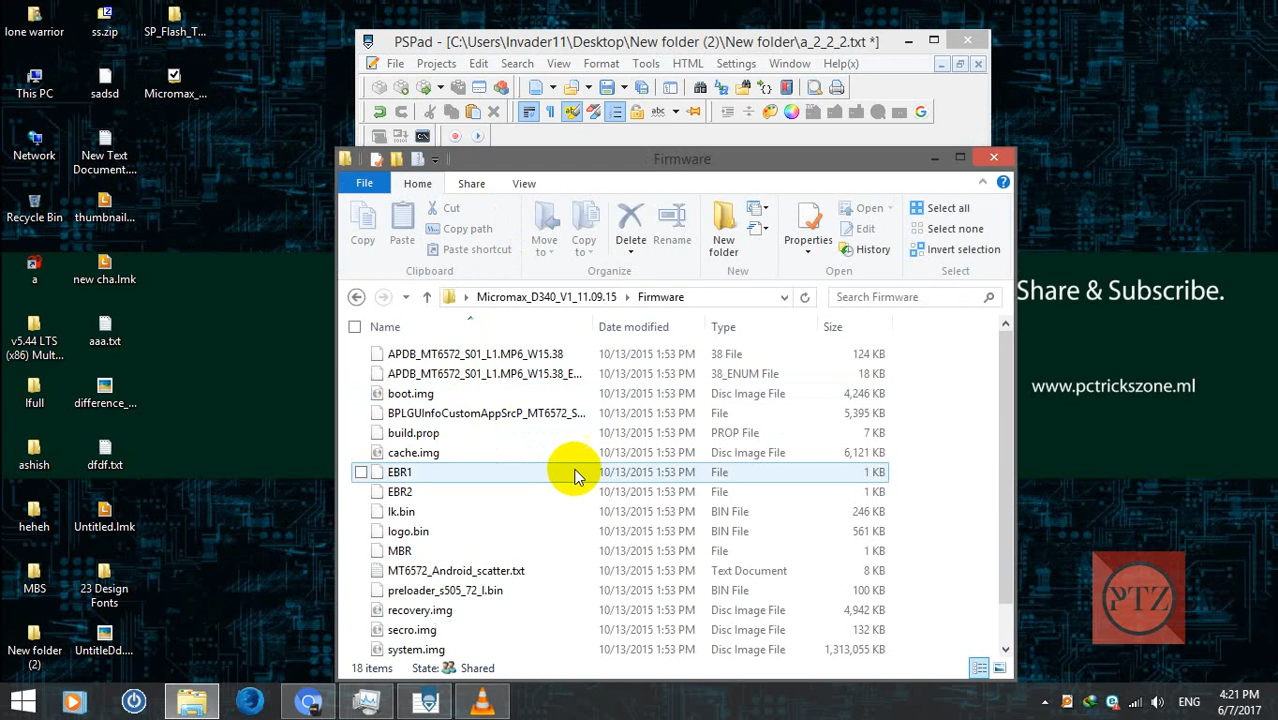 lone warrior
ss.zip
SP_Flash_T...
This PC
sadsd
Micromax_...
Network
New Text
Document....
Recycle Bin
thumbnail...
a
new cha.lmk
v5.44 LTS
(x86) Mult...
aaa.txt
lfull
difference_...
ashish
dfdf.txt
heheh
Untitled.lmk
MBS
23 Design
Fonts
New folder
(2)
UntitleDd....
PSPad - [C:\Users\Invader11\Desktop\New folder (2)\New folder\a_2_2_2.txt *]
File Projects Edit Search View Format Tools HTML Settings Window Help(x)
Firmware
File Home Share View
Copy
Paste
Cut
Copy path
Paste shortcut
Clipboard
Move
to
Copy
to
Delete
Rename
Organize
New
folder
New
Properties
Open
Edit
History
Open
Select all
Select none
Invert selection
Select
Micromax_D340_V1_11.09.15 Firmware
Search Firmware
Name Date modified Type Size
APDB_MT6572_S01_L1.MP6_W15.38 10/13/2015 1:53 PM 38 File 124 KB
APDB_MT6572_S01_L1.MP6_W15.38_E... 10/13/2015 1:53 PM 38_ENUM File 18 KB
boot.img 10/13/2015 1:53 PM Disc Image File 4,246 KB
BPLGUInfoCustomAppSrcP_MT6572_S... 10/13/2015 1:53 PM File 5,395 KB
build.prop 10/13/2015 1:53 PM PROP File 7 KB
cache.img 10/13/2015 1:53 PM Disc Image File 6,121 KB
EBR1 10/13/2015 1:53 PM File 1 KB
EBR2 10/13/2015 1:53 PM File 1 KB
lk.bin 10/13/2015 1:53 PM BIN File 246 KB
logo.bin 10/13/2015 1:53 PM BIN File 561 KB
MBR 10/13/2015 1:53 PM File 1 KB
MT6572_Android_scatter.txt 10/13/2015 1:53 PM Text Document 8 KB
preloader_s505_72_l.bin 10/13/2015 1:53 PM BIN File 100 KB
recovery.img 10/13/2015 1:53 PM Disc Image File 4,942 KB
secro.img 10/13/2015 1:53 PM Disc Image File 132 KB
system.img 10/13/2015 1:53 PM Disc Image File 1,313,055 KB
18 items State: Shared
Share & Subscribe.
www.pctrickszone.ml
PTZ
ENG
4:21 PM
6/7/2017